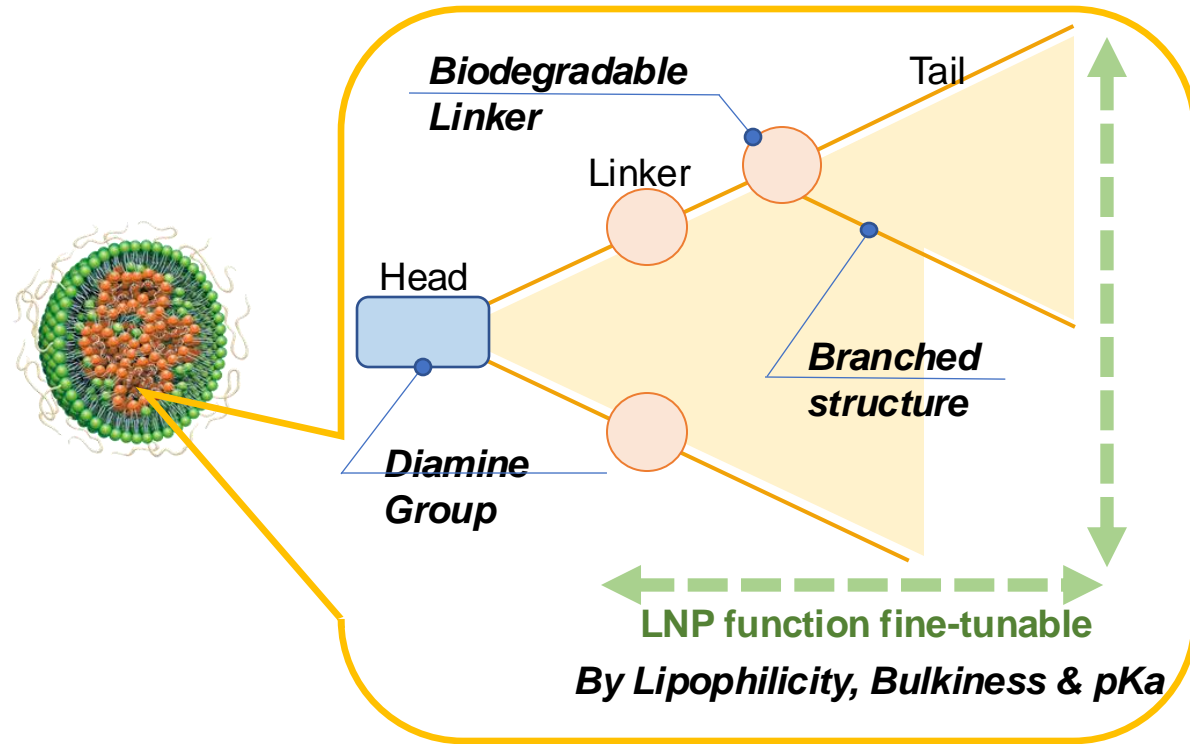 Biodegradable
Linker
Tail
Linker
Head
Branched
structure
Diamine
Group
LNP function fine-tunable
By Lipophilicity, Bulkiness & pKa